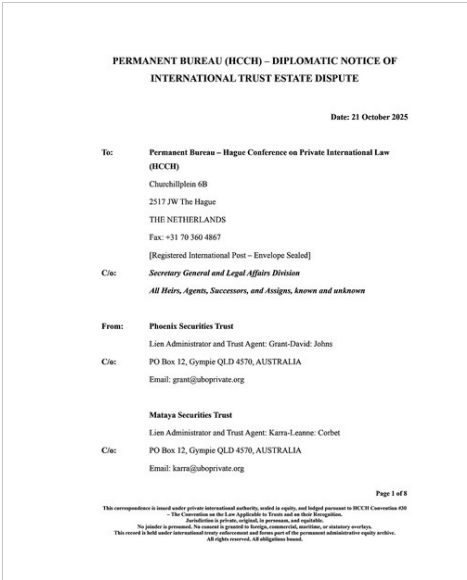 PERMANENT BUREAU (HCCH) – DIPLOMATIC NOTICE OF
INTERNATIONAL TRUST ESTATE DISPUTE
Date: 21 October 2025
To: Permanent Bureau – Hague Conference on Private International Law
(HCCH)
Churchillplein 6B
2517 JW The Hague
THE NETHERLANDS
Fax: +31 70 360 4867
[Registered International Post – Envelope Sealed]
C/o: Secretary General and Legal Affairs Division
All Heirs, Agents, Successors, and Assigns, known and unknown
From: Phoenix Securities Trust
Lien Administrator and Trust Agent: Grant-David: Johns
C/o: PO Box 12, Gympie QLD 4570, AUSTRALIA
Email: grant@uboprivate.org
Mataya Securities Trust
Lien Administrator and Trust Agent: Karra-Leanne: Corbet
C/o: PO Box 12, Gympie QLD 4570, AUSTRALIA
Email: karra@uboprivate.org
Page 1 of 8
This correspondence is issued under private international authority, sealed in equity, and lodged pursuant to HCCH Convention #30
– The Convention on the Law Applicable to Trusts and on their Recognition.
Jurisdiction is private, original, in personam, and equitable.
No joinder is presumed. No consent is granted to foreign, commercial, maritime, or statutory overlays.
This record is held under international treaty enforcement and forms part of the permanent administrative equity archive.
All rights reserved. All obligations bound.